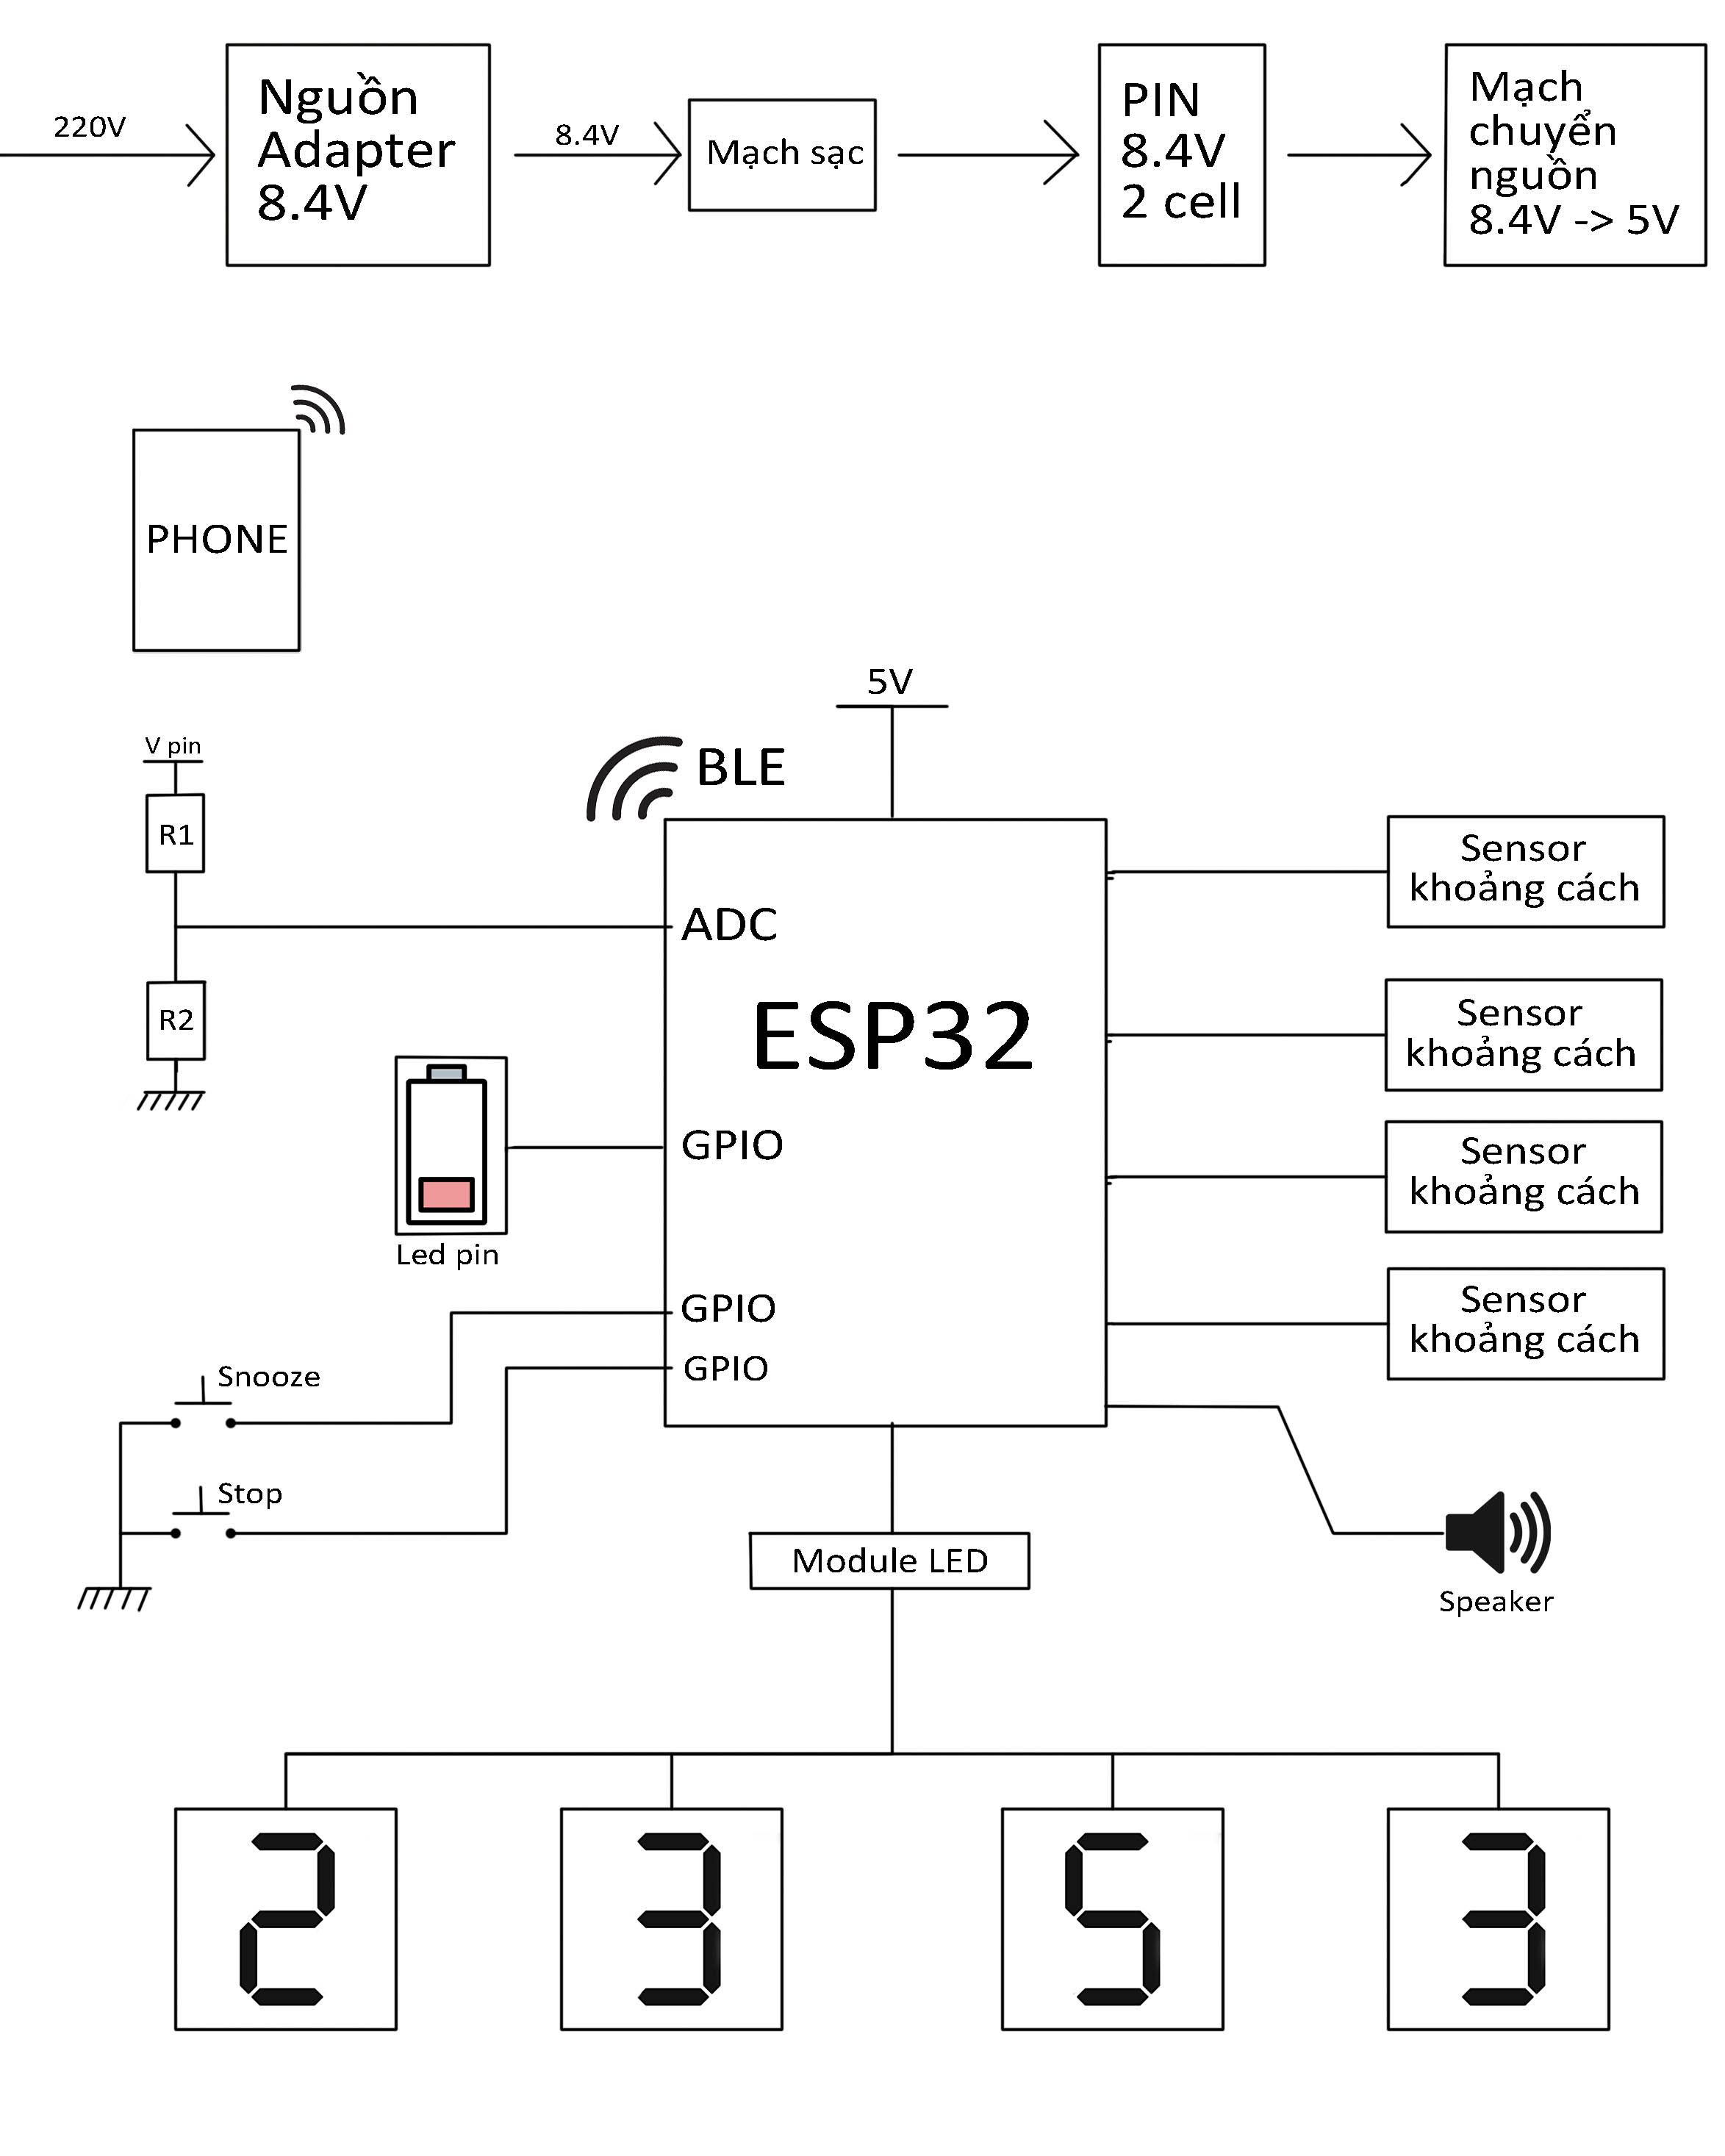 220V
Nguồn
Adapter
8.4V
8.4V
Mạch sạc
PIN
8.4V
2 cell
Mạch
chuyển
nguồn
8.4V -> 5V
PHONE
5V
BLE
V pin
R1
ADC
R2
ESP32
GPIO
Led pin
GPIO
GPIO
Snooze
Stop
Sensor
khoảng cách
Sensor
khoảng cách
Sensor
khoảng cách
Sensor
khoảng cách
Module LED
Speaker
2 3 5 3